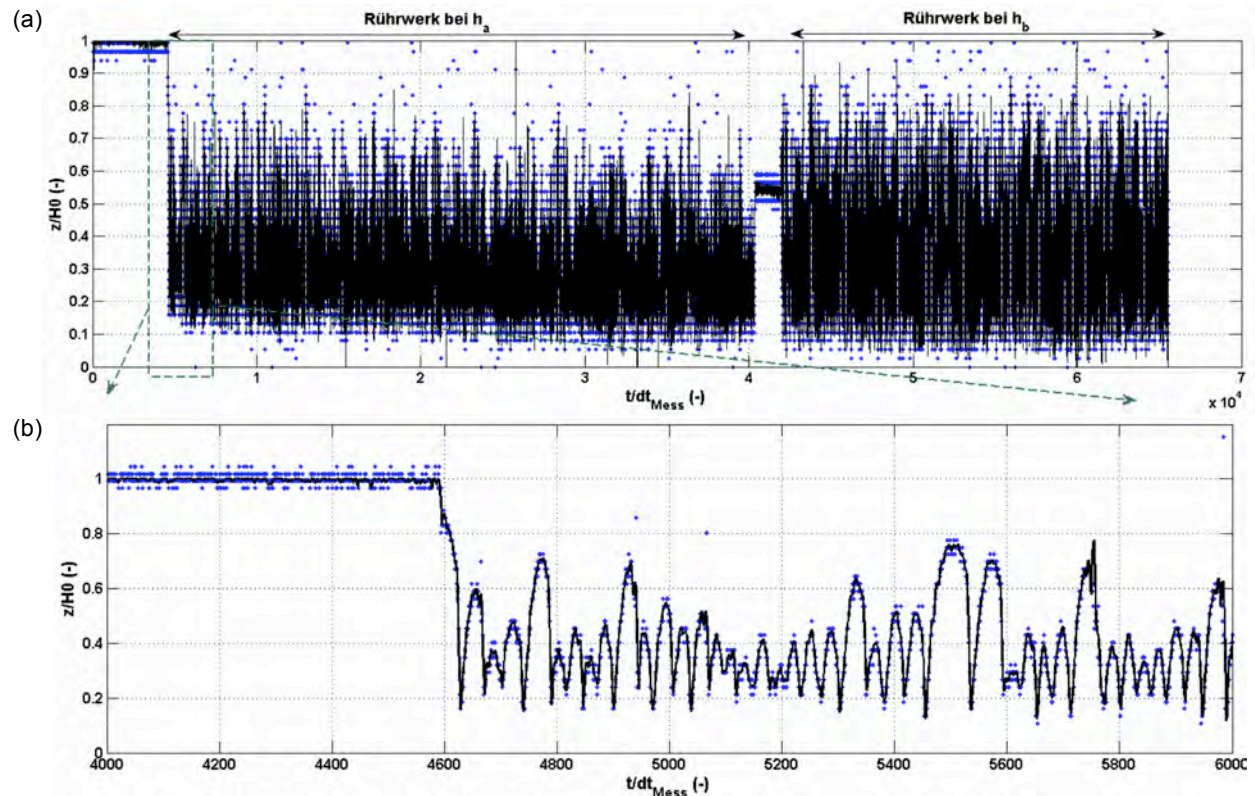 (a)
Rührwerk bei h_a
Rührwerk bei h_b
1
0.9
0.8
0.7
0.6
0.5
0.4
0.3
0.2
0.1
0
z/H0 (-)
0 1 2 3 4 5 6 7
t/dt_Mess (-)
x 10^4
(b)
1
0.8
0.6
0.4
0.2
0
z/H0 (-)
4000 4200 4400 4600 4800 5000 5200 5400 5600 5800 6000
t/dt_Mess (-)